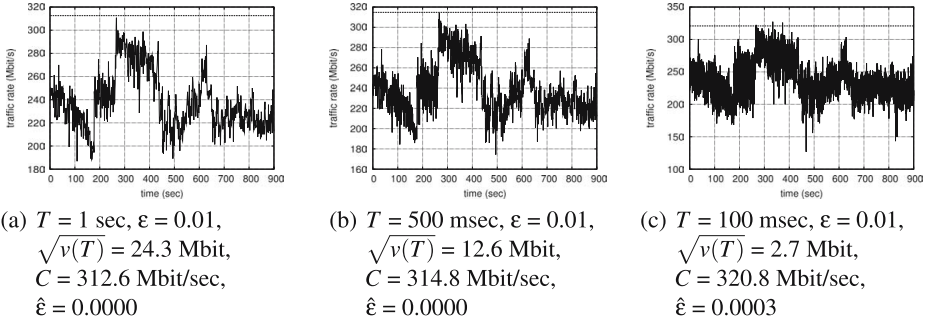 320
300
280
260
240
220
200
180
traffic rate (Mbit/s)
0 100 200 300 400 500 600 700 800 900
time (sec)
320
300
280
260
240
220
200
180
160
traffic rate (Mbit/s)
0 100 200 300 400 500 600 700 800 900
time (sec)
350
300
250
200
150
100
traffic rate (Mbit/s)
0 100 200 300 400 500 600 700 800 900
time (sec)
(a) T = 1 sec, ε = 0.01,
√v(T) = 24.3 Mbit,
C = 312.6 Mbit/sec,
ε̂ = 0.0000
(b) T = 500 msec, ε = 0.01,
√v(T) = 12.6 Mbit,
C = 314.8 Mbit/sec,
ε̂ = 0.0000
(c) T = 100 msec, ε = 0.01,
√v(T) = 2.7 Mbit,
C = 320.8 Mbit/sec,
ε̂ = 0.0003